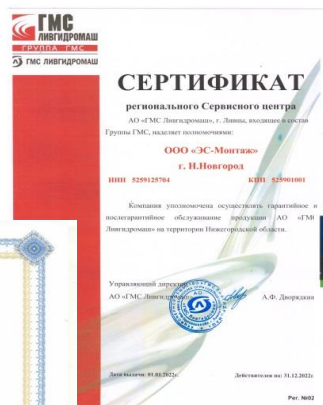 ГМС
ЛИВГИДРОМАШ
ГРУППА ГМС
ГМС ЛИВГИДРОМАШ
СЕРТИФИКАТ
регионального Сервисного центра
АО «ГМС Ливгидромаш», г. Ливны, входящее в состав
Группы ГМС, наделяет полномочиями:
ООО «ЭС-Монтаж»
г. Н.Новгород
ИНН 5259125704 КПП 525901001
Компания уполномочена осуществлять гарантийное и
послегарантийное обслуживание продукции АО «ГМС
Ливгидромаш» на территории Нижегородской области.
Управляющий директор
АО «ГМС Ливгидромаш» А.Ф. Дворядкин
Дата выдачи: 01.01.2022г. Действителен по: 31.12.2022г.
Рег. №02